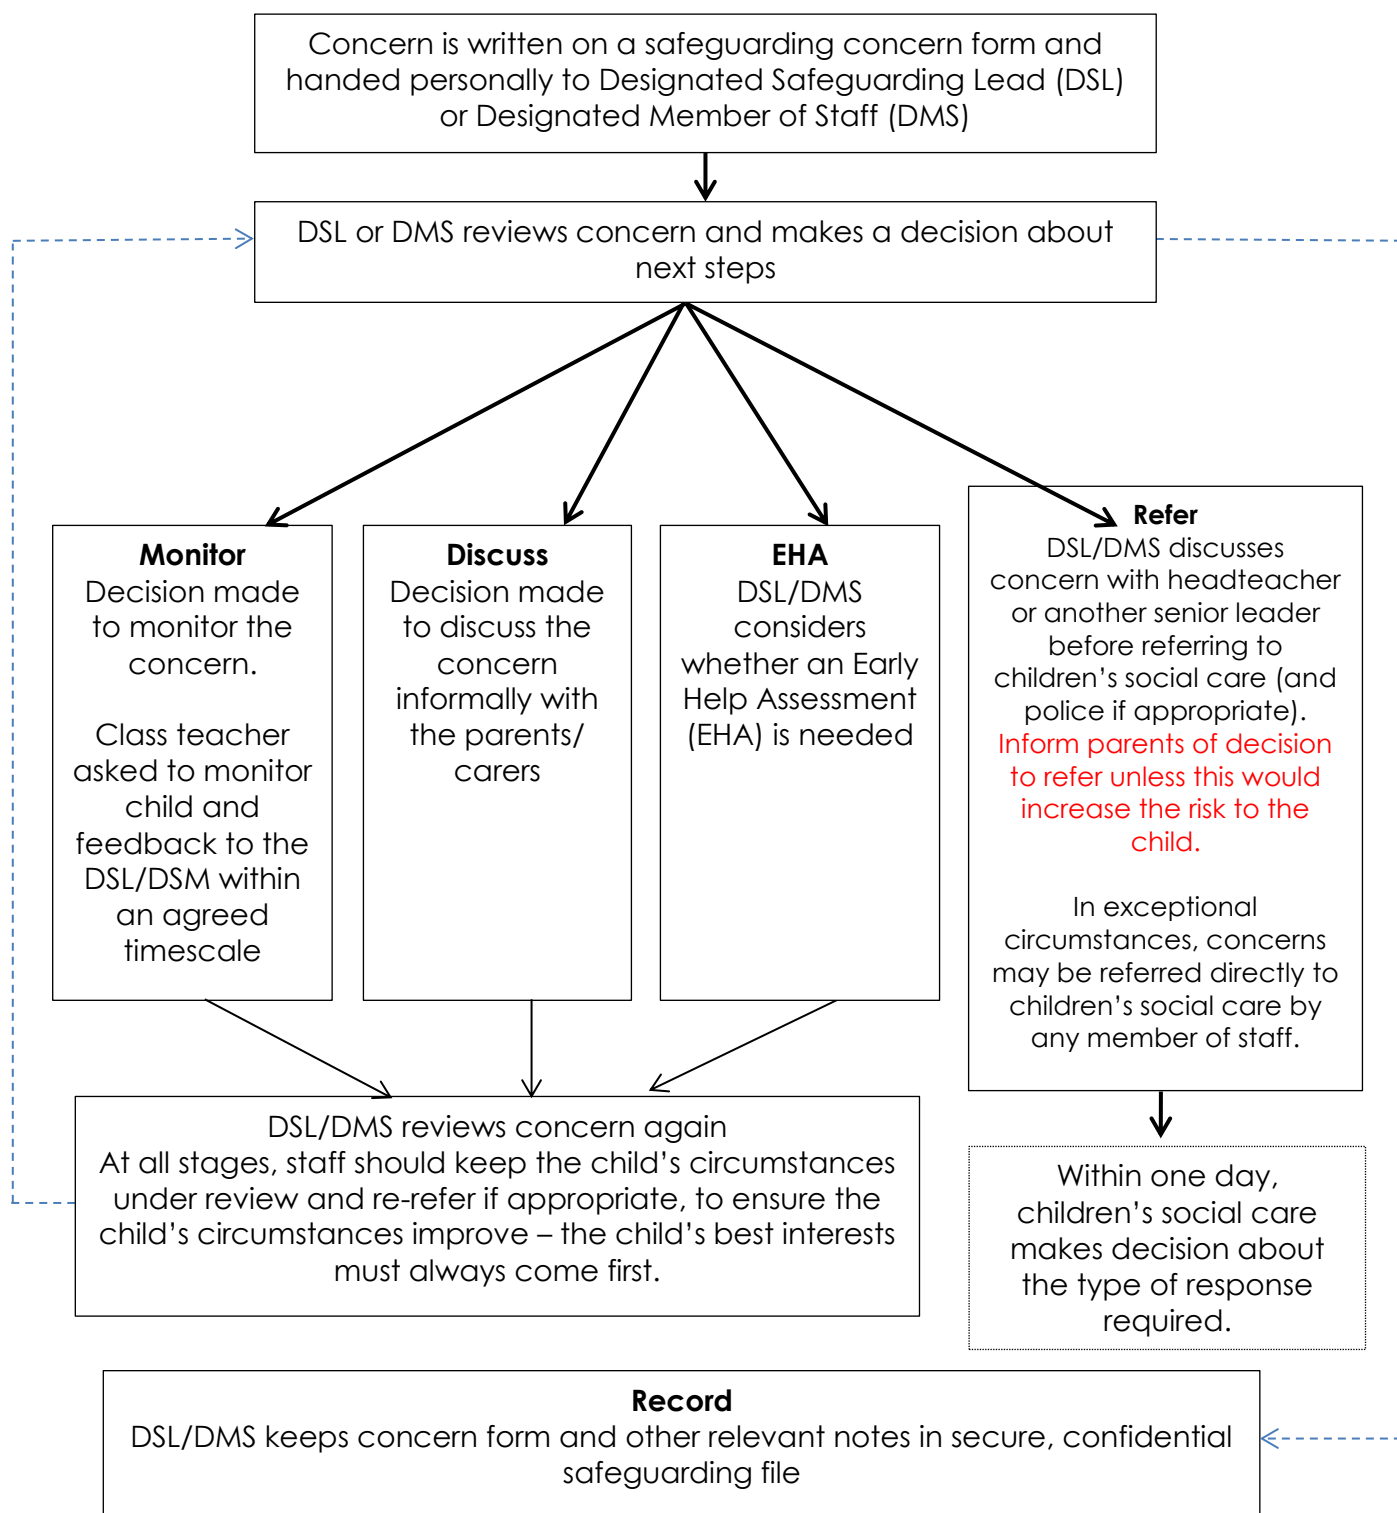 Concern is written on a safeguarding concern form and
handed personally to Designated Safeguarding Lead (DSL)
or Designated Member of Staff (DMS)
DSL or DMS reviews concern and makes a decision about
next steps
Monitor
Decision made
to monitor the
concern.
Class teacher
asked to monitor
child and
feedback to the
DSL/DSM within
an agreed
timescale
Discuss
Decision made
to discuss the
concern
informally with
the parents/
carers
EHA
DSL/DMS
considers
whether an Early
Help Assessment
(EHA) is needed
Refer
DSL/DMS discusses
concern with headteacher
or another senior leader
before referring to
children’s social care (and
police if appropriate).
Inform parents of decision
to refer unless this would
increase the risk to the
child.
In exceptional
circumstances, concerns
may be referred directly to
children’s social care by
any member of staff.
DSL/DMS reviews concern again
At all stages, staff should keep the child’s circumstances
under review and re-refer if appropriate, to ensure the
child’s circumstances improve – the child’s best interests
must always come first.
Within one day,
children’s social care
makes decision about
the type of response
required.
Record
DSL/DMS keeps concern form and other relevant notes in secure, confidential
safeguarding file